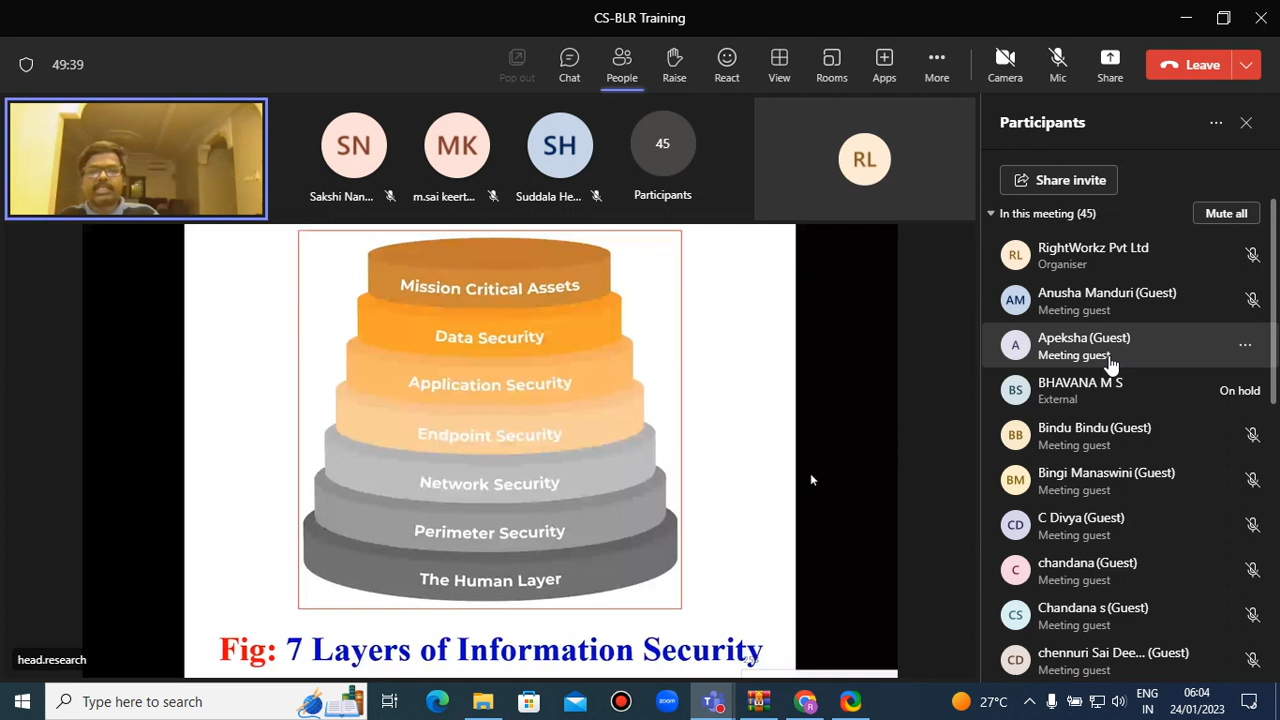 CS-BLR Training
49:39
Pop out
Chat
People
Raise
React
View
Rooms
Apps
More
Camera
Mic
Share
Leave
SN
MK
SH
45
RL
Sakshi Nan...
m.sai keert...
Suddala He...
Participants
Mission Critical Assets
Data Security
Application Security
Endpoint Security
Network Security
Perimeter Security
The Human Layer
Fig: 7 Layers of Information Security
head.research
Participants
Share invite
In this meeting (45)
Mute all
RL
RightWorkz Pvt Ltd
Organiser
AM
Anusha Manduri (Guest)
Meeting guest
A
Apeksha (Guest)
Meeting guest
BS
BHAVANA M S
External
On hold
BB
Bindu Bindu (Guest)
Meeting guest
BM
Bingi Manaswini (Guest)
Meeting guest
CD
C Divya (Guest)
Meeting guest
C
chandana (Guest)
Meeting guest
CS
Chandana s (Guest)
Meeting guest
CD
chennuri Sai Dee... (Guest)
Meeting guest
Type here to search
zoom
27°C
ENG
IN
06:04
24/01/2023